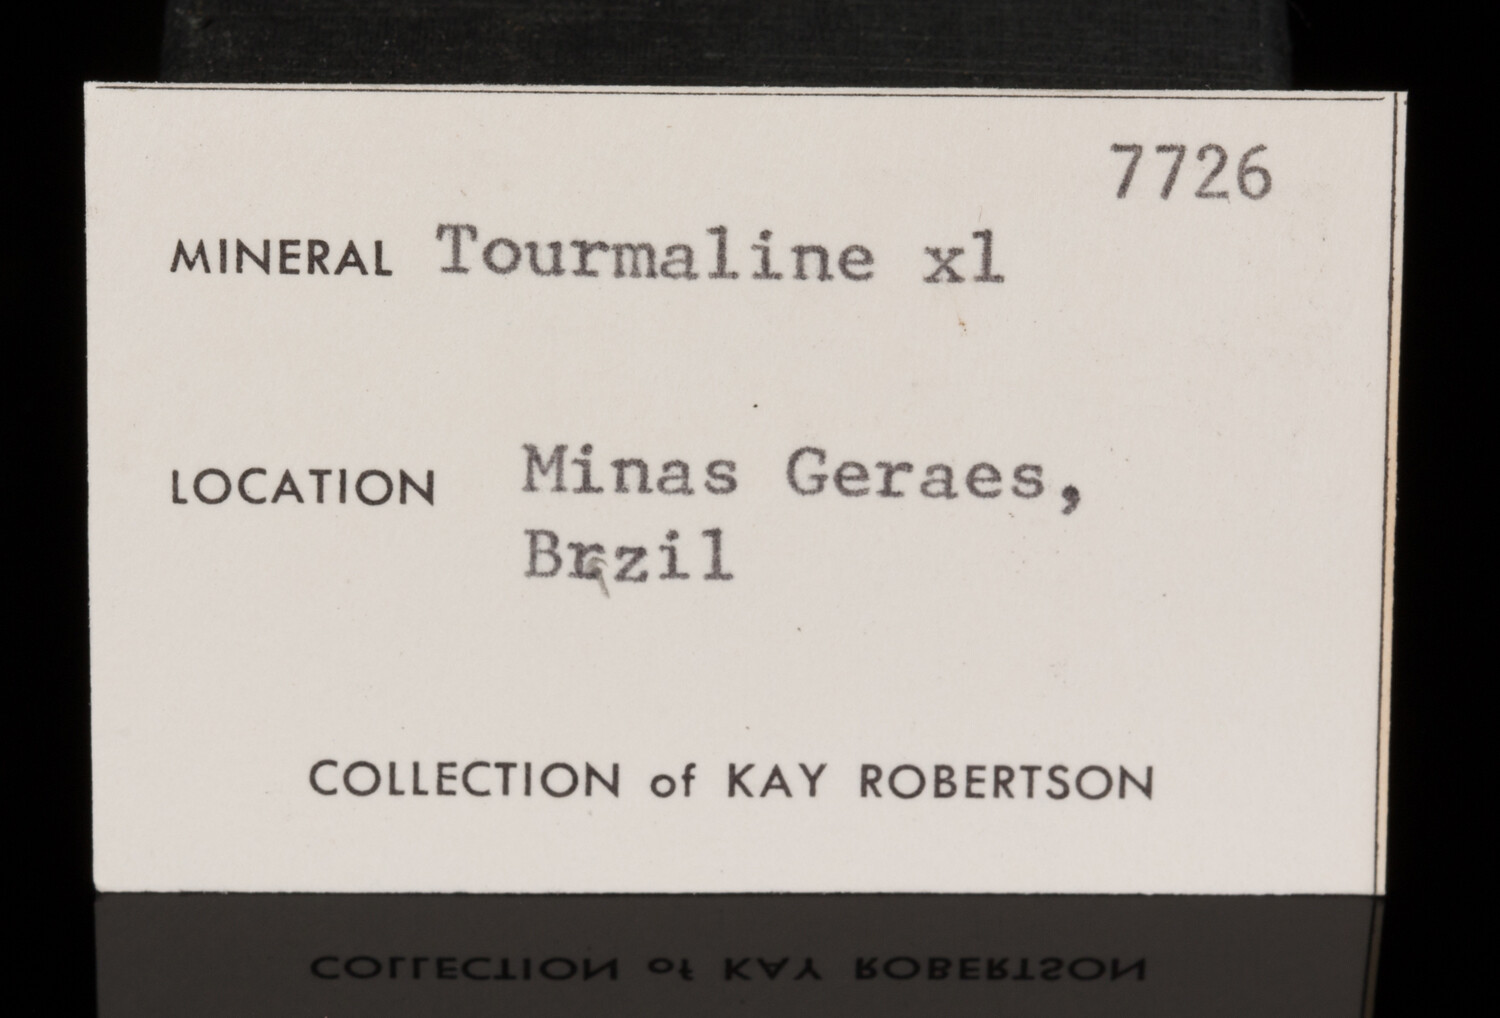 7726
MINERAL Tourmaline xl
LOCATION Minas Geraes,
Brzil
COLLECTION of KAY ROBERTSON